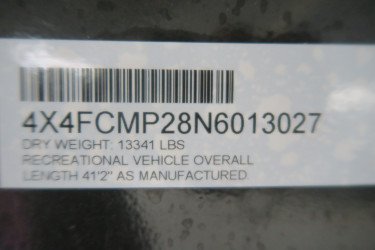 4X4FCMP28N6013027
DRY WEIGHT: 13341 LBS
RECREATIONAL VEHICLE OVERALL
LENGTH 41'2" AS MANUFACTURED.